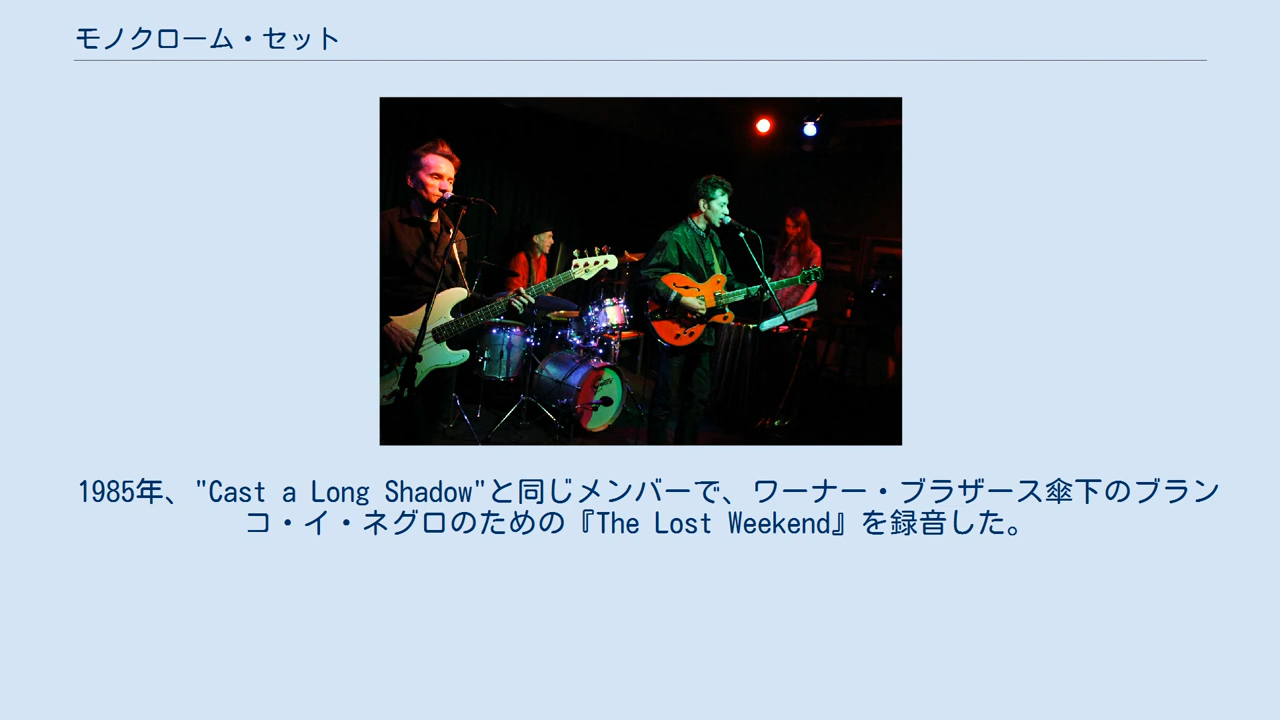 モノクローム・セット
1985年、"Cast a Long Shadow"と同じメンバーで、ワーナー・ブラザース傘下のブラン
コ・イ・ネグロのための『The Lost Weekend』を録音した。